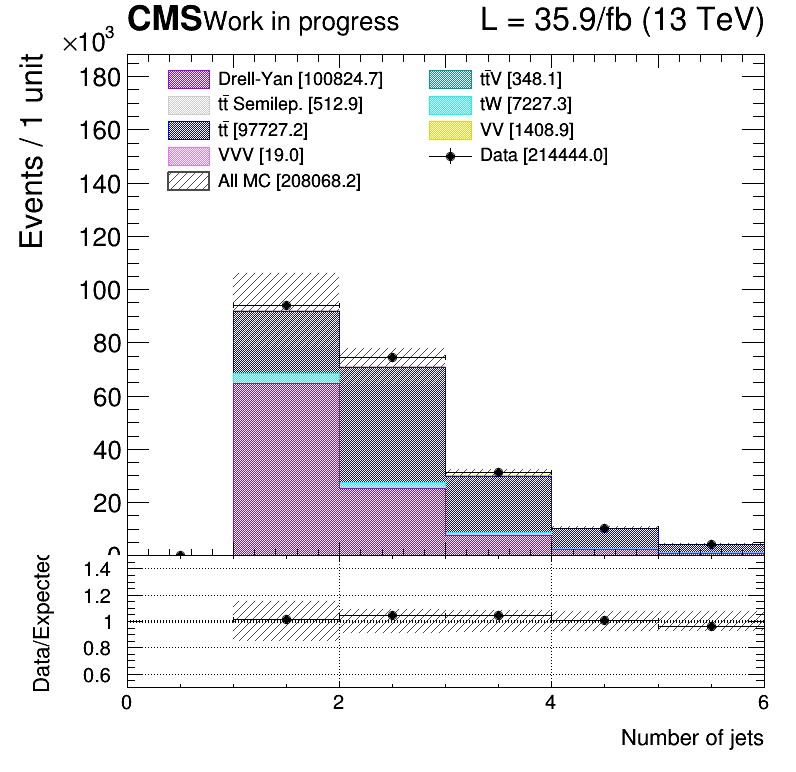 CMS Work in progress L = 35.9/fb (13 TeV)
×10³
Events / 1 unit
180
160
140
120
100
80
60
40
20
0
Drell-Yan [100824.7]
tt̄ Semilep. [512.9]
tt̄ [97727.2]
VVV [19.0]
All MC [208068.2]
tt̄V [348.1]
tW [7227.3]
VV [1408.9]
Data [214444.0]
Data/Expected
1.4
1.2
1
0.8
0.6
0 2 4 6
Number of jets